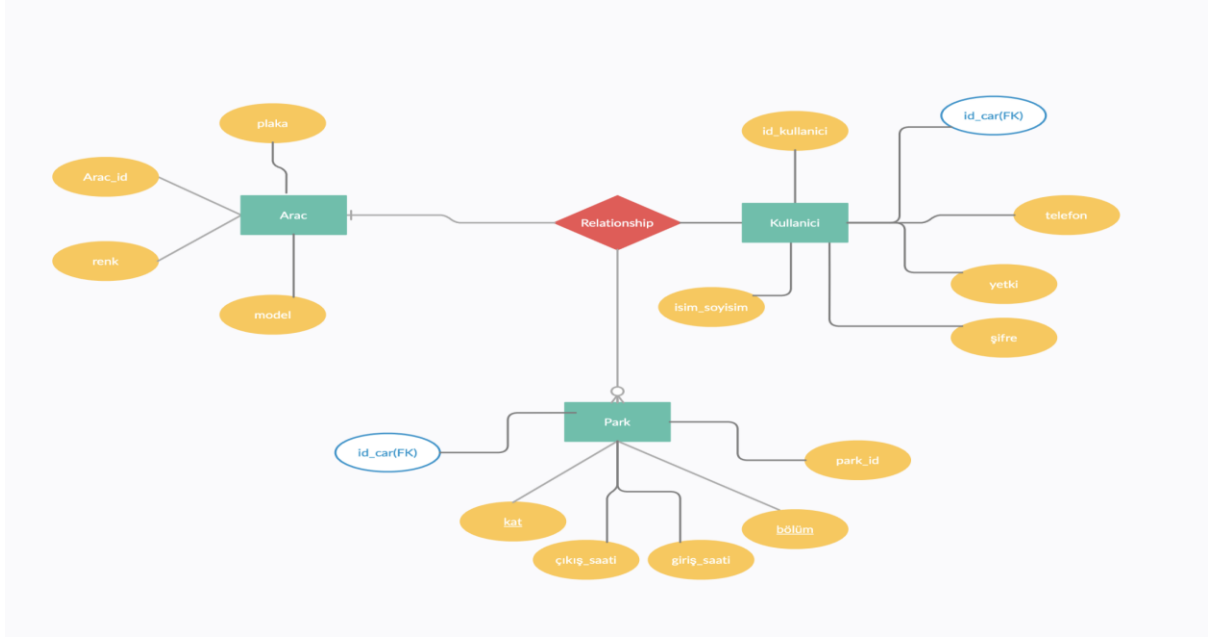 plaka
id_kullanici
id_car(FK)
Arac_id
Arac
Relationship
Kullanici
telefon
renk
model
isim_soyisim
yetki
şifre
Park
id_car(FK)
park_id
kat
bölüm
çıkış_saati
giriş_saati